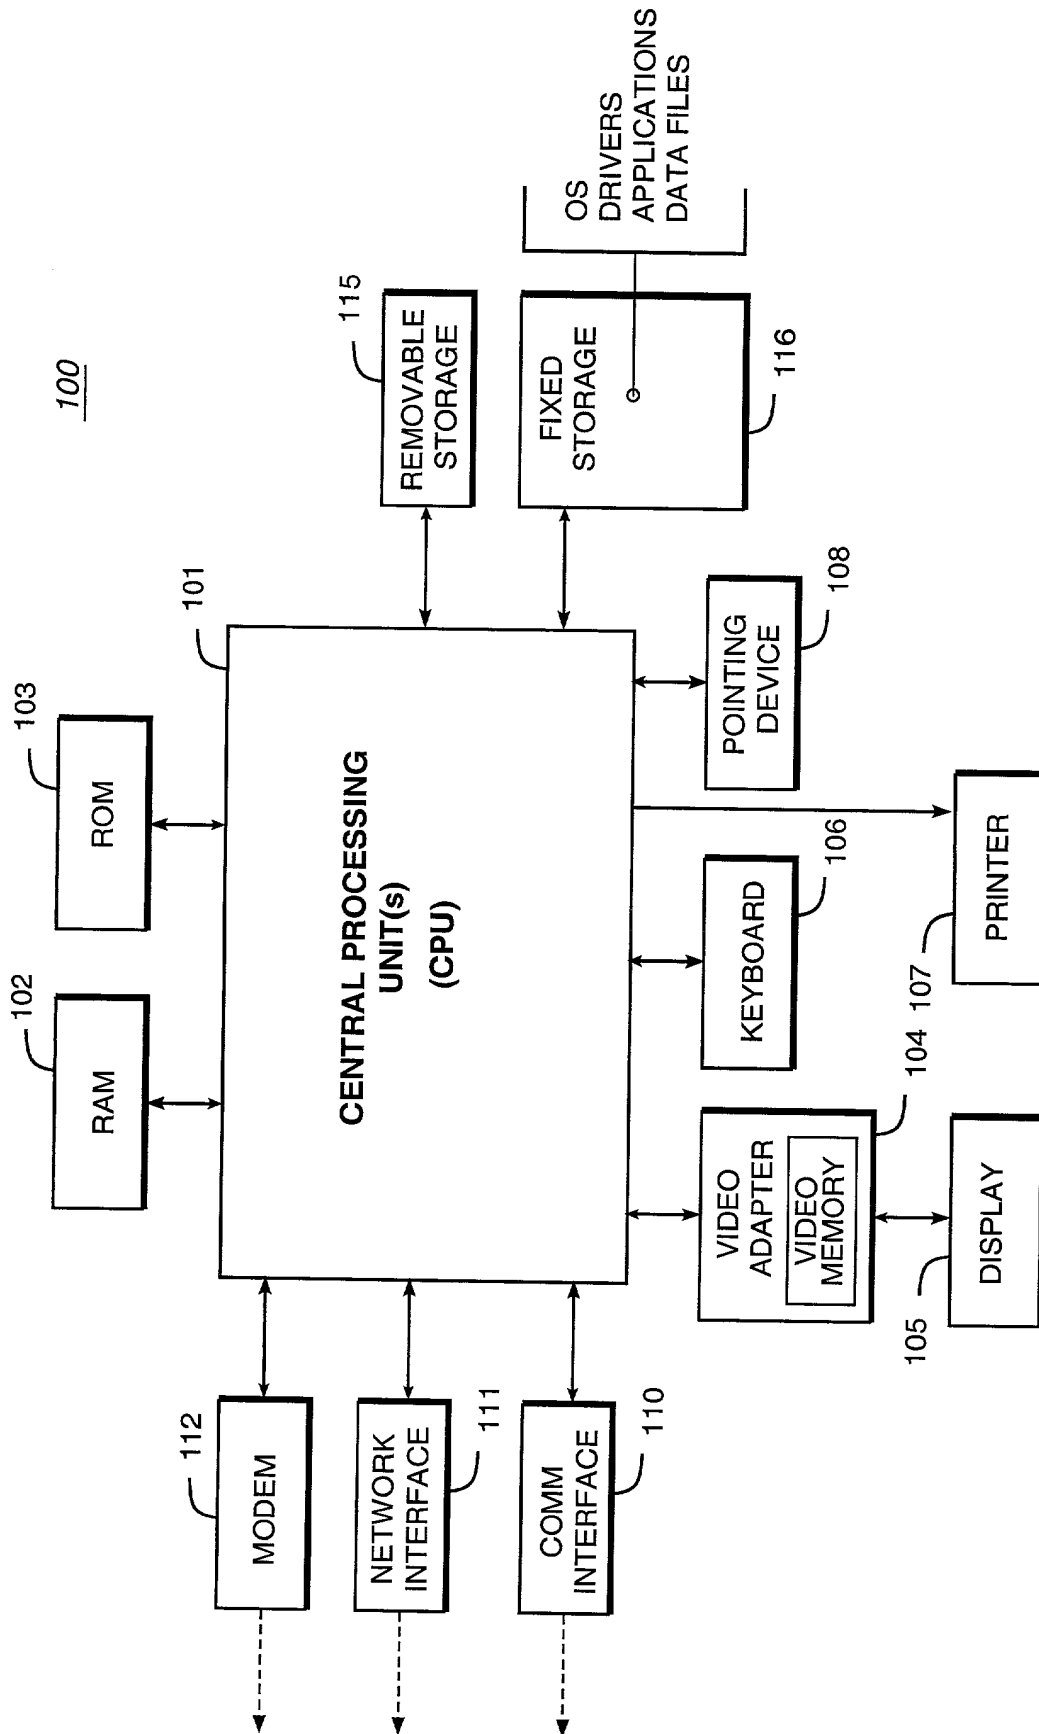 100
102
RAM
103
ROM
101
CENTRAL PROCESSING
UNIT(s)
(CPU)
112
MODEM
NETWORK
INTERFACE
111
COMM
INTERFACE
110
115
REMOVABLE
STORAGE
FIXED
STORAGE
116
OS
DRIVERS
APPLICATIONS
DATA FILES
VIDEO
ADAPTER
VIDEO
MEMORY
104
KEYBOARD
106
POINTING
DEVICE
108
105
DISPLAY
107
PRINTER